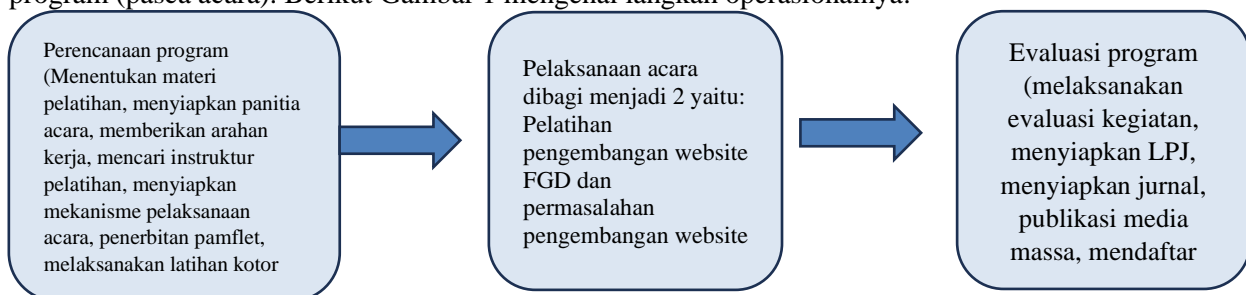 program (pasca acara). Berikut Gambar 1 mengenai langkah operasionalnya:
Perencanaan program
(Menentukan materi
pelatihan, menyiapkan panitia
acara, memberikan arahan
kerja, mencari instruktur
pelatihan, menyiapkan
mekanisme pelaksanaan
acara, penerbitan pamflet,
melaksanakan latihan kotor
Pelaksanaan acara
dibagi menjadi 2 yaitu:
Pelatihan
pengembangan website
FGD dan
permasalahan
pengembangan website
Evaluasi program
(melaksanakan
evaluasi kegiatan,
menyiapkan LPJ,
menyiapkan jurnal,
publikasi media
massa, mendaftar